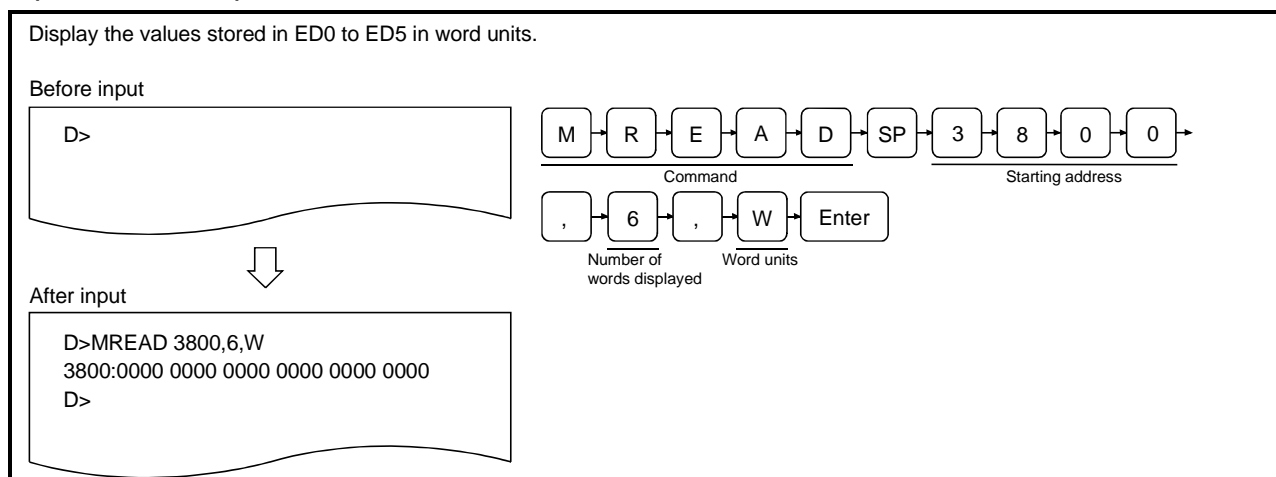 Display the values stored in ED0 to ED5 in word units.
Before input
D>
M R E A D SP 3 8 0 0
Command Starting address
, 6 , W Enter
Number of
words displayed
Word units
After input
D>MREAD 3800,6,W
3800:0000 0000 0000 0000 0000 0000
D>